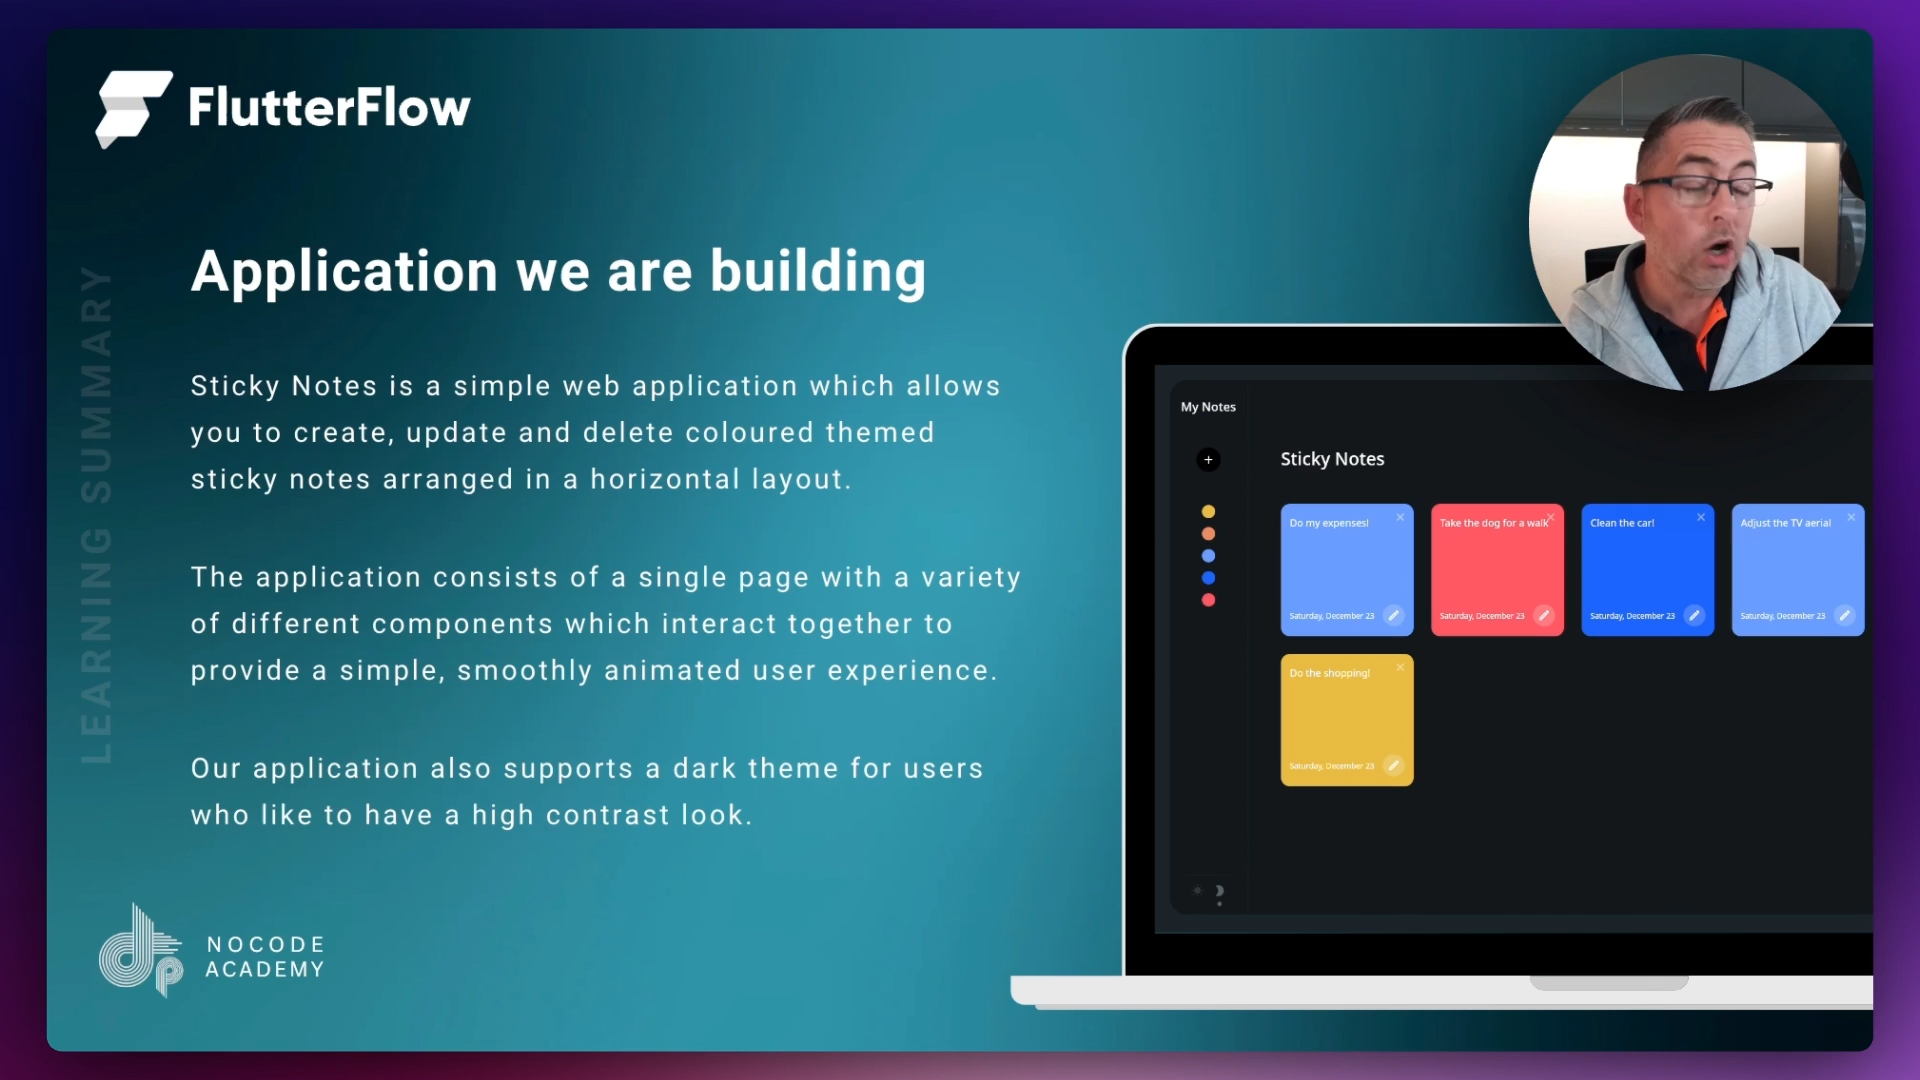 FlutterFlow
LEARNING SUMMARY
Application we are building
Sticky Notes is a simple web application which allows
you to create, update and delete coloured themed
sticky notes arranged in a horizontal layout.
The application consists of a single page with a variety
of different components which interact together to
provide a simple, smoothly animated user experience.
Our application also supports a dark theme for users
who like to have a high contrast look.
NOCODE
ACADEMY
My Notes
+
Sticky Notes
Do my expenses!
Saturday, December 23
Take the dog for a walk
Saturday, December 23
Clean the car!
Saturday, December 23
Adjust the TV aerial
Saturday, December 23
Do the shopping!
Saturday, December 23